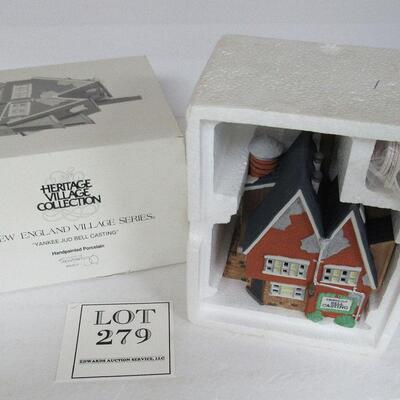 The
HERITAGE
VILLAGE
COLLECTION
NEW ENGLAND VILLAGE SERIES®
"YANKEE JUD BELL CASTING"
Handpainted Porcelain
LOT
279
EDWARDS AUCTION SERVICE, LLC
BELL
CASTING